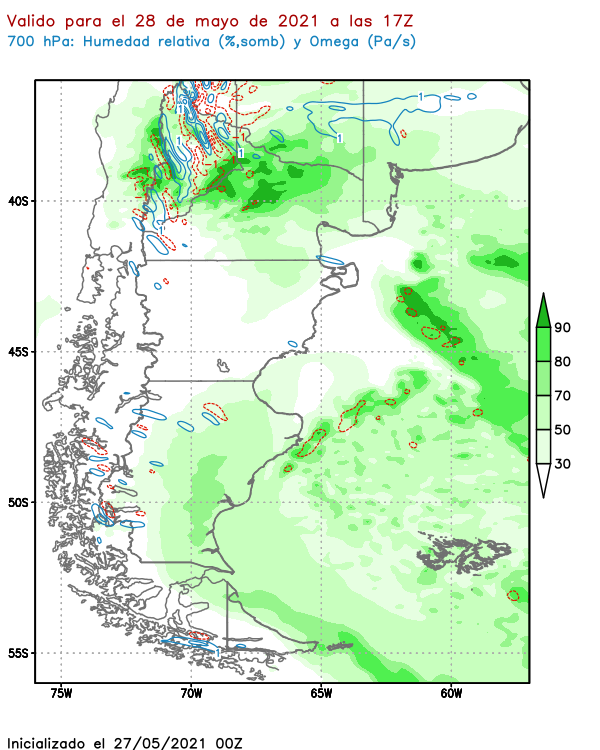 Valido para el 28 de mayo de 2021 a las 17Z
700 hPa: Humedad relativa (%,somb) y Omega (Pa/s)
1
1
1
1
1
1
40S
45S
50S
55S
75W
70W
65W
60W
90
80
70
50
30
Inicializado el 27/05/2021 00Z